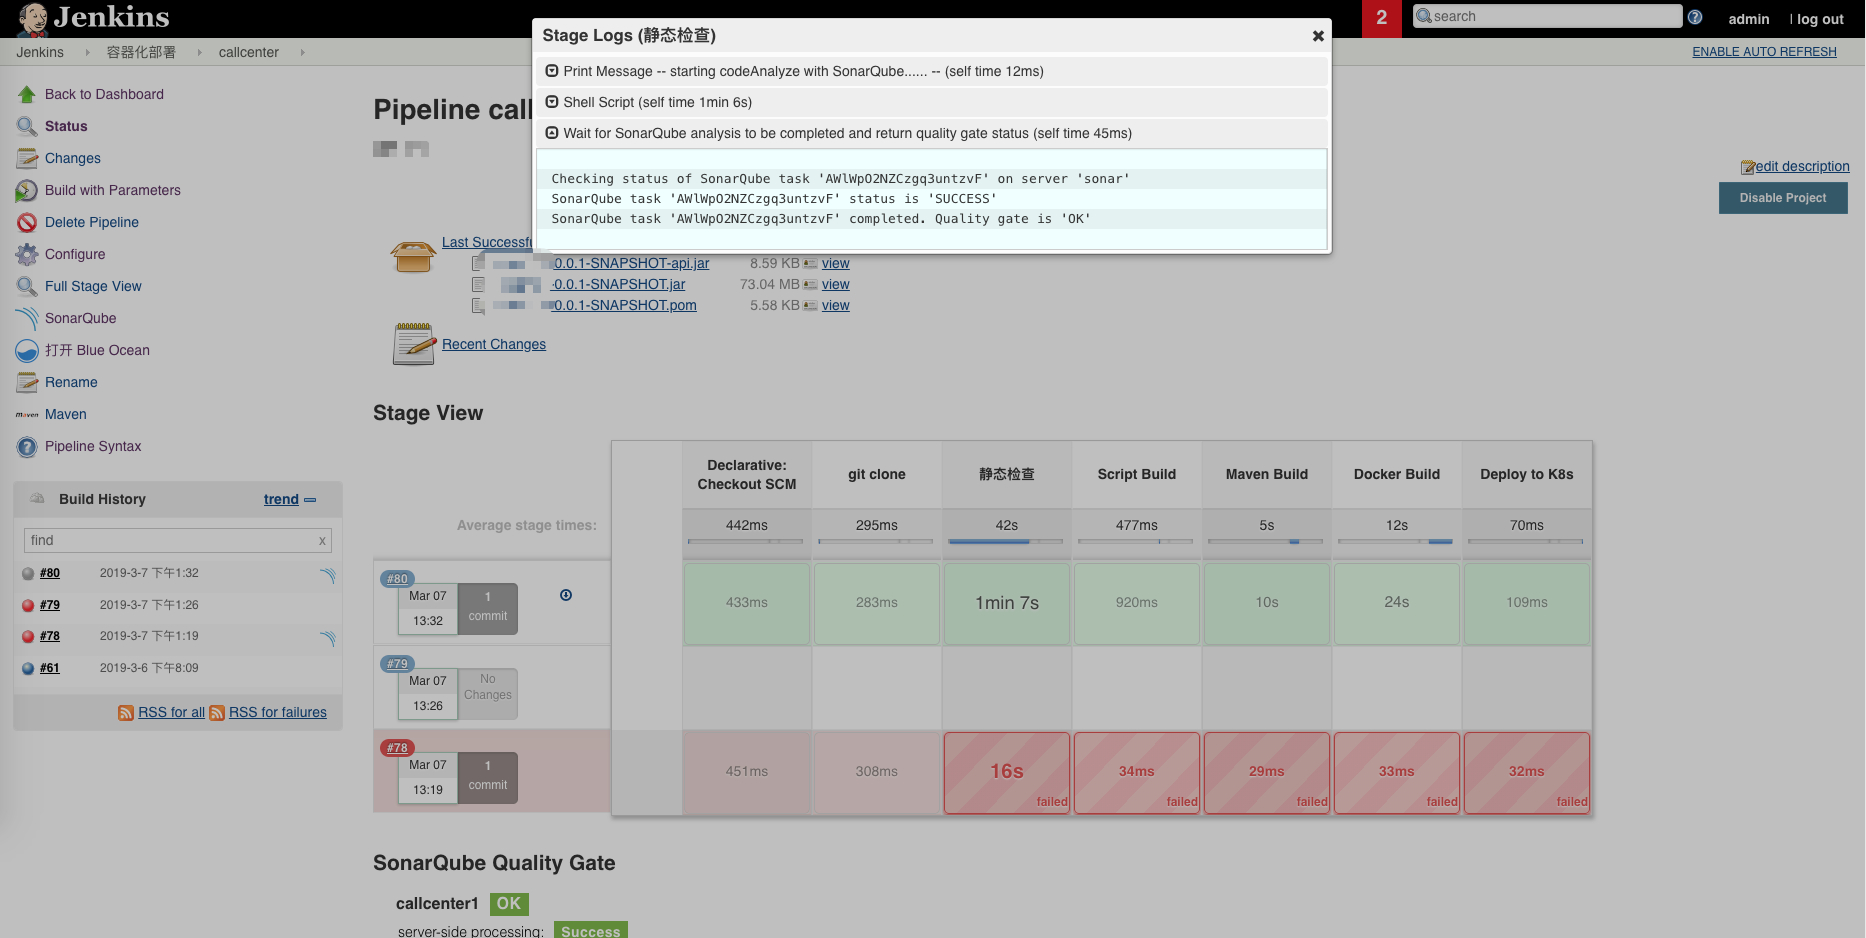 Jenkins
2
search
admin
| log out
Jenkins
容器化部署
callcenter
ENABLE AUTO REFRESH
Stage Logs (静态检查)
Print Message -- starting codeAnalyze with SonarQube...... -- (self time 12ms)
Shell Script (self time 1min 6s)
Wait for SonarQube analysis to be completed and return quality gate status (self time 45ms)
Checking status of SonarQube task 'AWlWpO2NZCzgq3untzvF' on server 'sonar'
SonarQube task 'AWlWpO2NZCzgq3untzvF' status is 'SUCCESS'
SonarQube task 'AWlWpO2NZCzgq3untzvF' completed. Quality gate is 'OK'
Back to Dashboard
Status
Changes
Build with Parameters
Delete Pipeline
Configure
Full Stage View
SonarQube
打开 Blue Ocean
Rename
Maven Maven
Pipeline Syntax
Build History
trend
find
x
#80 2019-3-7 下午1:32
#79 2019-3-7 下午1:26
#78 2019-3-7 下午1:19
#61 2019-3-6 下午8:09
RSS for all RSS for failures
Pipeline call
edit description
Disable Project
Last Successfu
0.0.1-SNAPSHOT-api.jar 8.59 KB view
-0.0.1-SNAPSHOT.jar 73.04 MB view
0.0.1-SNAPSHOT.pom 5.58 KB view
Recent Changes
Stage View
Declarative: Checkout SCM
git clone
静态检查
Script Build
Maven Build
Docker Build
Deploy to K8s
Average stage times:
442ms 295ms 42s 477ms 5s 12s 70ms
#80
Mar 07
13:32
1
commit
433ms 283ms 1min 7s 920ms 10s 24s 109ms
#79
Mar 07
13:26
No
Changes
#78
Mar 07
13:19
1
commit
451ms 308ms 16s 34ms 29ms 33ms 32ms
failed failed failed failed failed
SonarQube Quality Gate
callcenter1 OK
server-side processing: Success